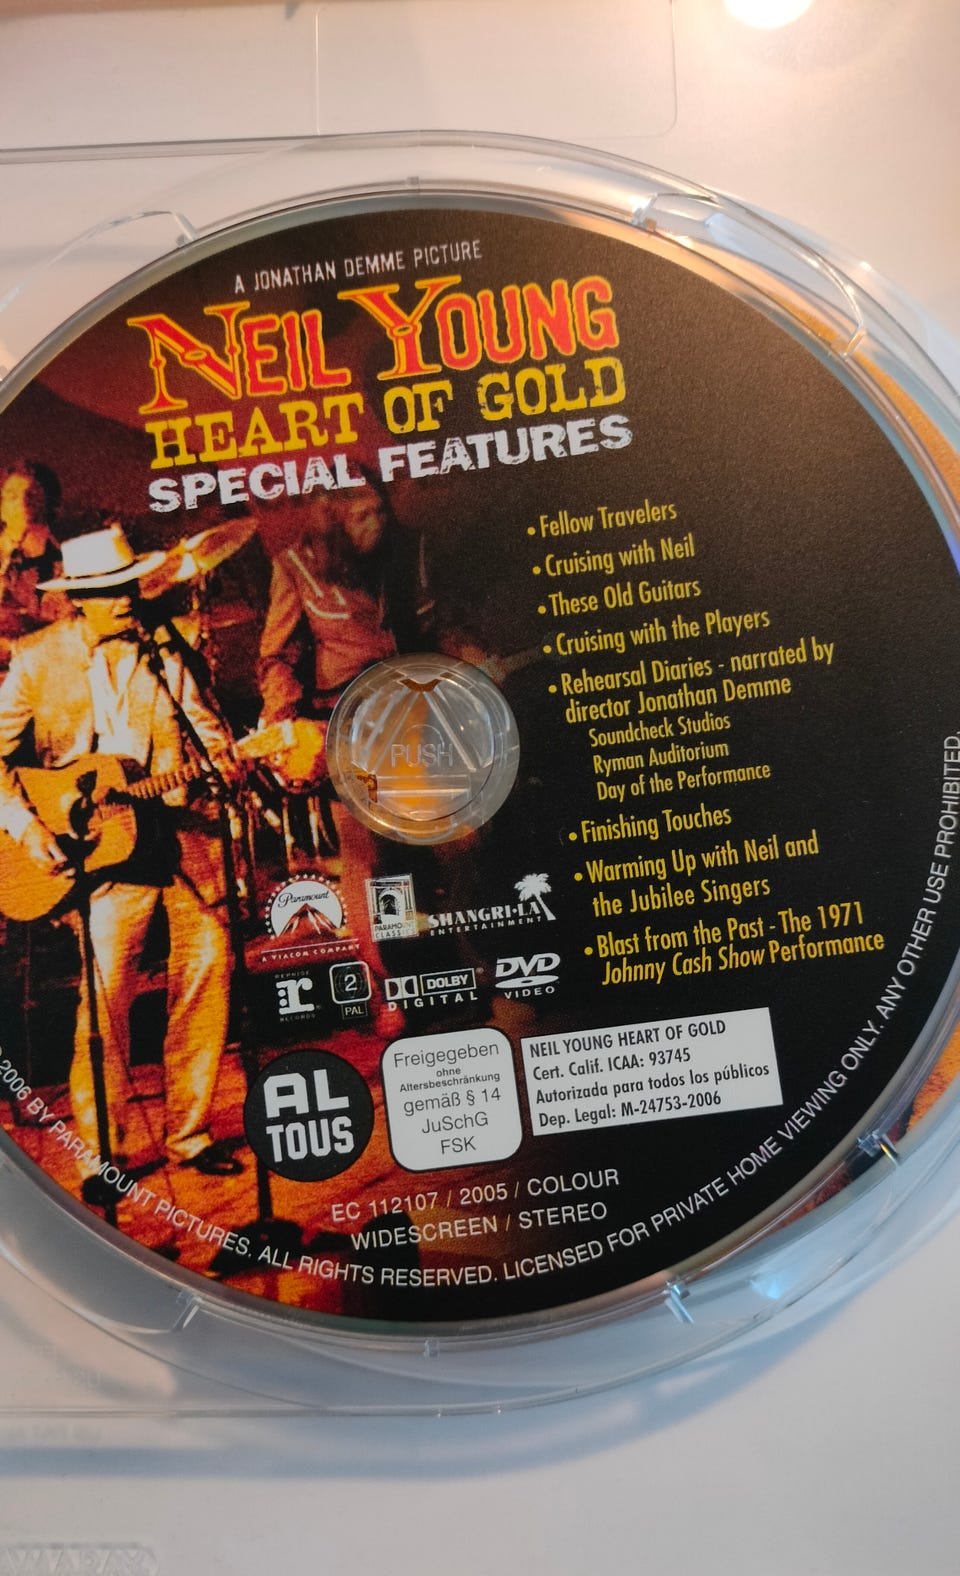 A JONATHAN DEMME PICTURE
NEIL YOUNG
HEART OF GOLD
SPECIAL FEATURES
• Fellow Travelers
• Cruising with Neil
• These Old Guitars
• Cruising with the Players
• Rehearsal Diaries - narrated by
director Jonathan Demme
Soundcheck Studios
Ryman Auditorium
Day of the Performance
• Finishing Touches
• Warming Up with Neil and
the Jubilee Singers
• Blast from the Past - The 1971
Johnny Cash Show Performance
PUSH
Paramount
A VIACOM COMPANY
PARAMOUNT
CLASSICS
SHANGRI-LA
ENTERTAINMENT
REPRISE
r
RECORDS
2
PAL
DOLBY
DIGITAL
DVD
VIDEO
AL
TOUS
Freigegeben
ohne
Altersbeschränkung
gemäß § 14
JuSchG
FSK
NEIL YOUNG HEART OF GOLD
Cert. Calif. ICAA: 93745
Autorizada para todos los públicos
Dep. Legal: M-24753-2006
EC 112107 / 2005 / COLOUR
WIDESCREEN / STEREO
2006 BY PARAMOUNT PICTURES. ALL RIGHTS RESERVED. LICENSED FOR PRIVATE HOME VIEWING ONLY. ANY OTHER USE PROHIBITED.
AMARAY